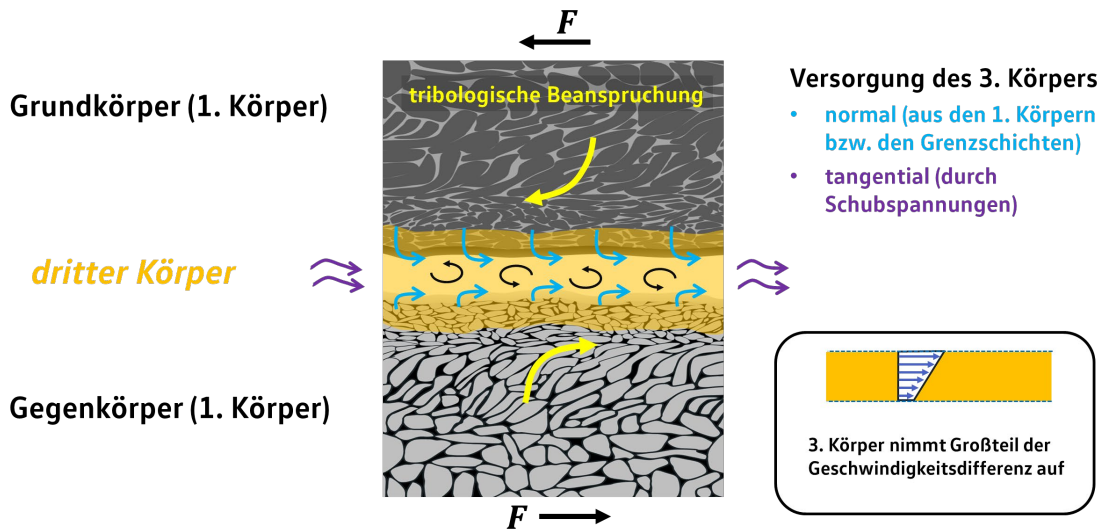 F
tribologische Beanspruchung
Grundkörper (1. Körper)
Versorgung des 3. Körpers
• normal (aus den 1. Körpern
bzw. den Grenzschichten)
• tangential (durch
Schubspannungen)
dritter Körper
Gegenkörper (1. Körper)
3. Körper nimmt Großteil der
Geschwindigkeitsdifferenz auf
F